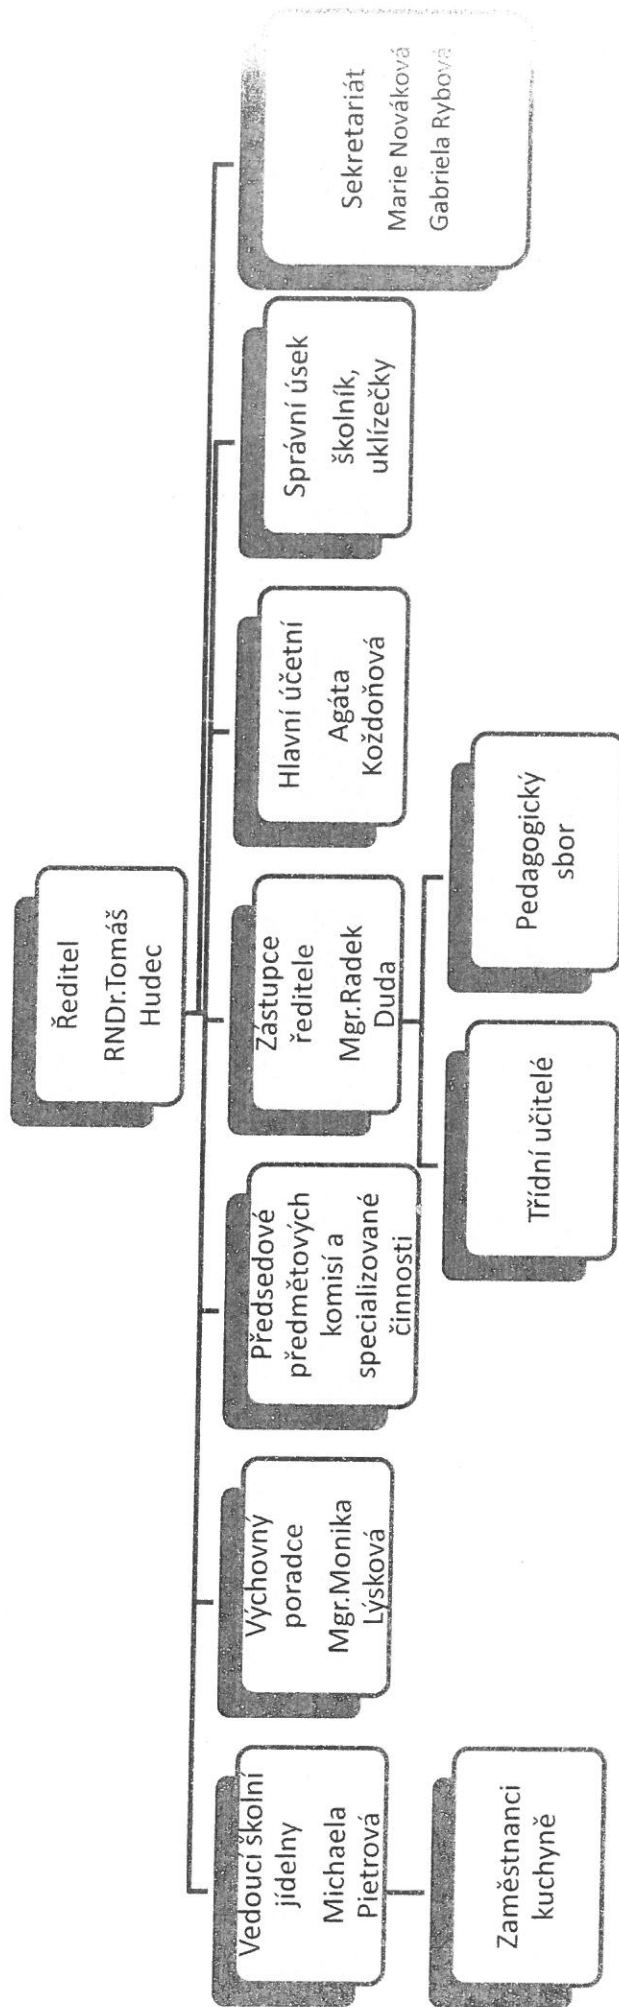 Ředitel
RNDr.Tomáš
Hudec
Vedoucí školní
jídelny
Michaela
Pietrová
Výchovný
poradce
Mgr.Monika
Lýsková
Předsedové
předmětových
komisí a
specializované
činnosti
Zástupce
ředitele
Mgr.Radek
Duda
Hlavní účetní
Agáta
Koždoňová
Správní úsek
školník,
uklízečky
Sekretariát
Marie Nováková
Gabriela Rybová
Zaměstnanci
kuchyně
Třídní učitelé
Pedagogický
sbor